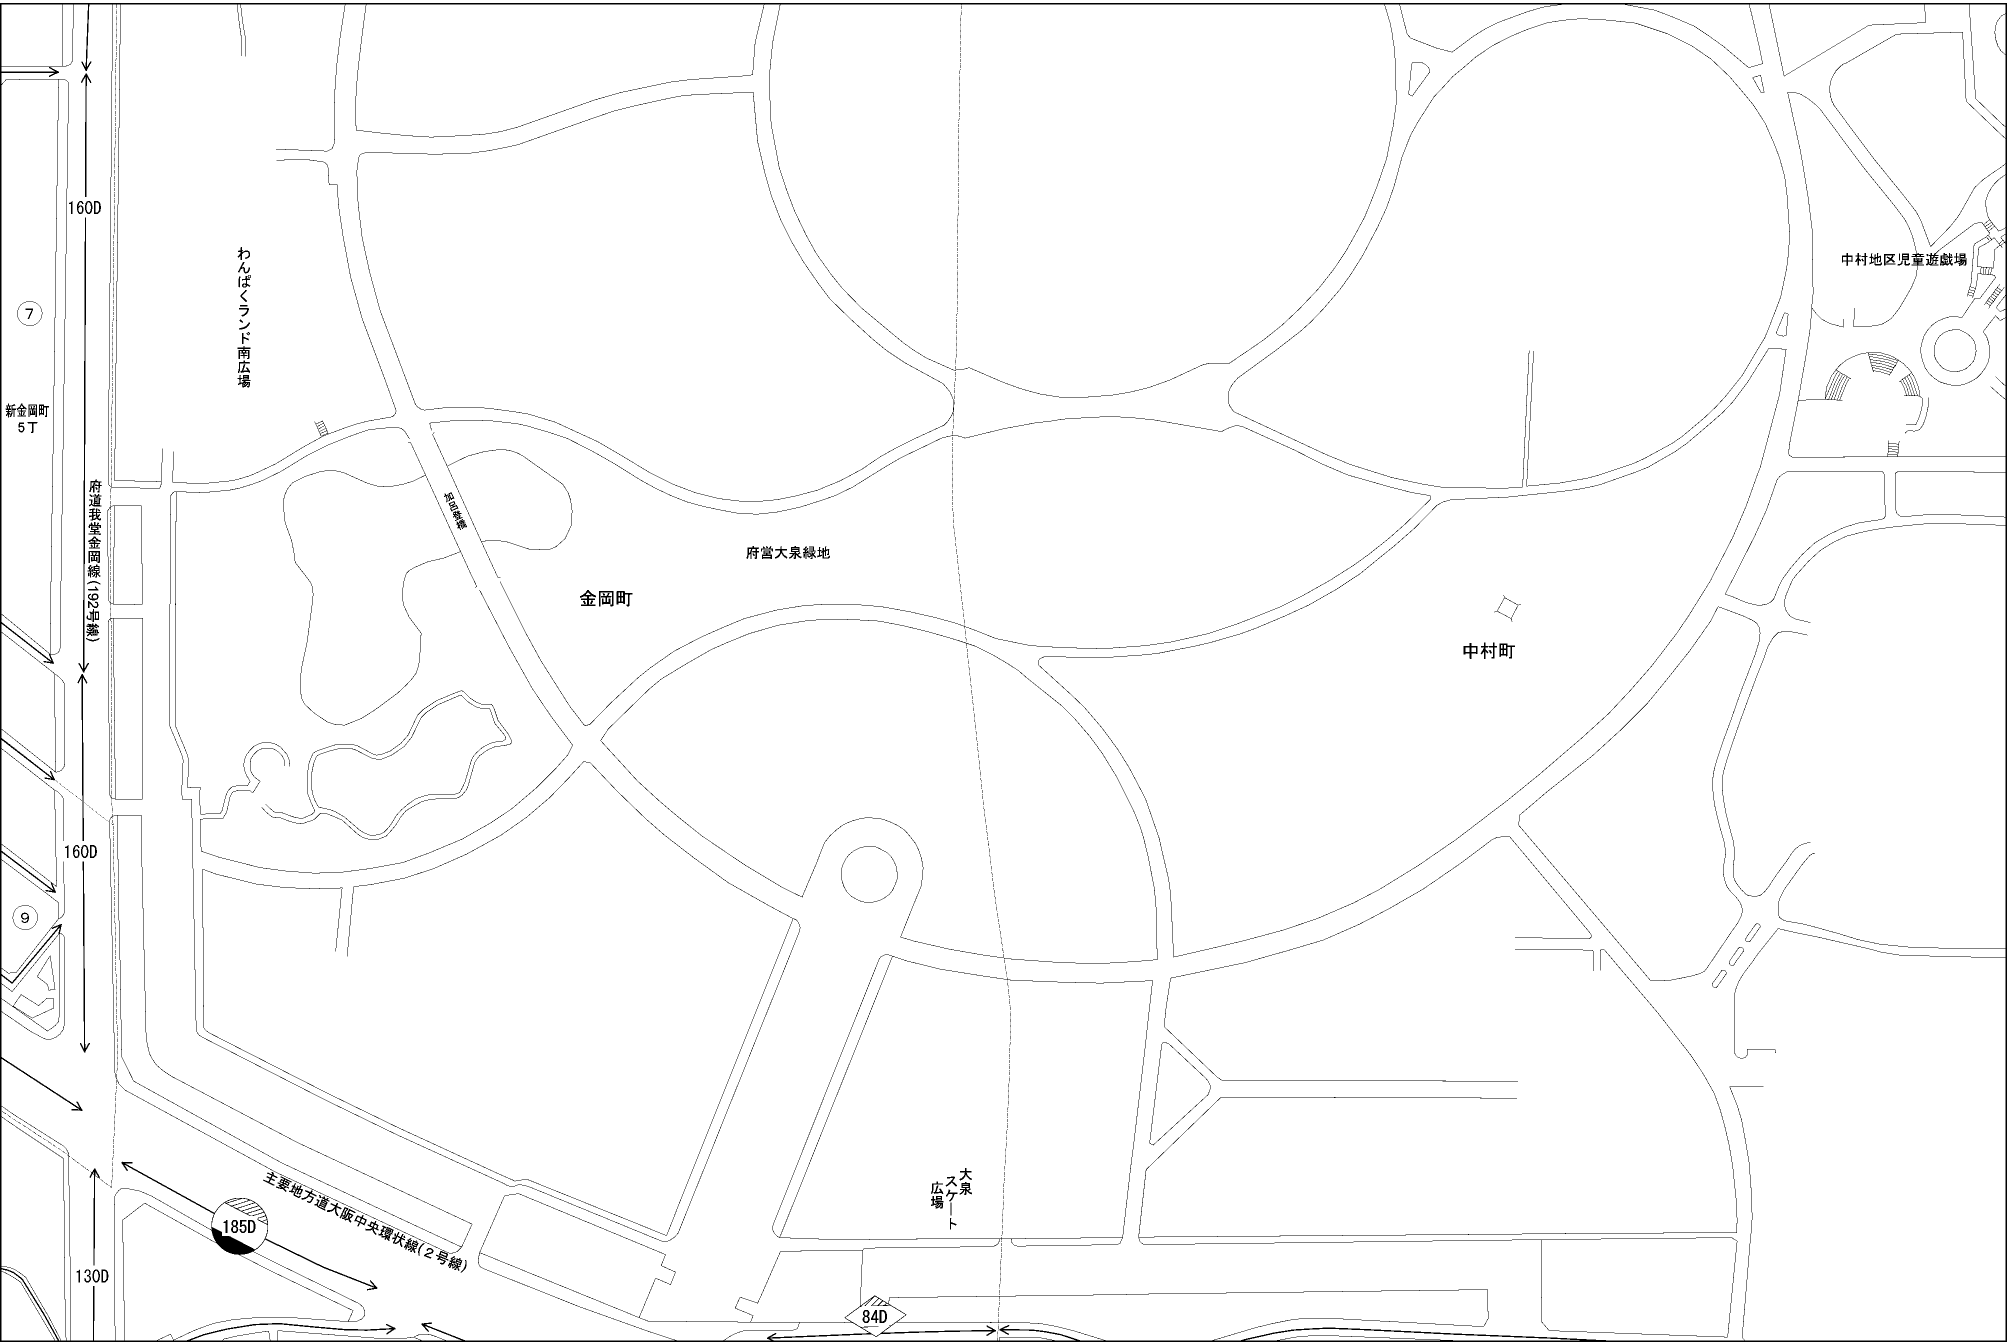 160D
わんぱくランド南広場
中村地区児童遊戯場
7
新金岡町
5丁
府道我堂金岡線(192号線)
加呂登橋
府営大泉緑地
金岡町
中村町
160D
9
大泉
スケート
広場
主要地方道大阪中央環状線(2号線)
185D
130D
84D